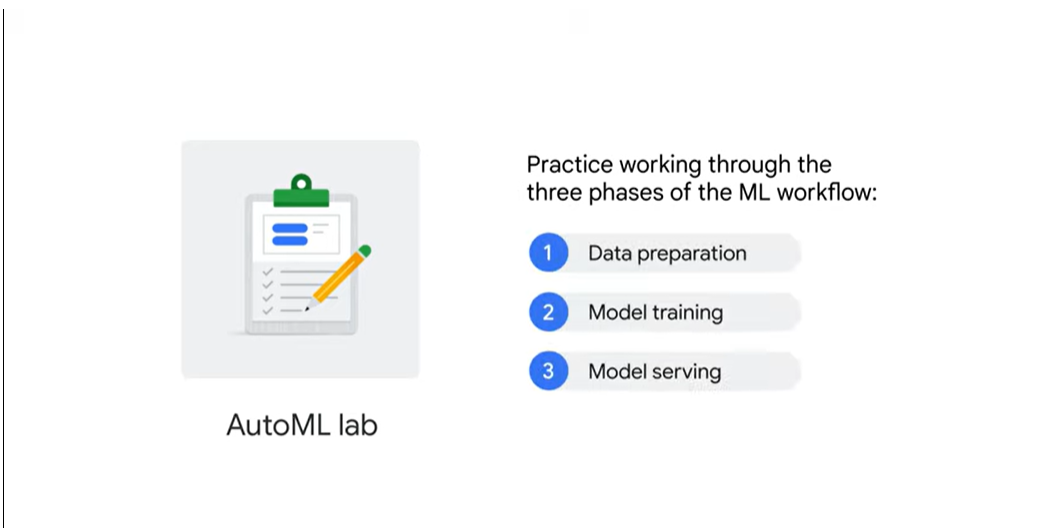 Practice working through the
three phases of the ML workflow:
1 Data preparation
2 Model training
3 Model serving
AutoML lab